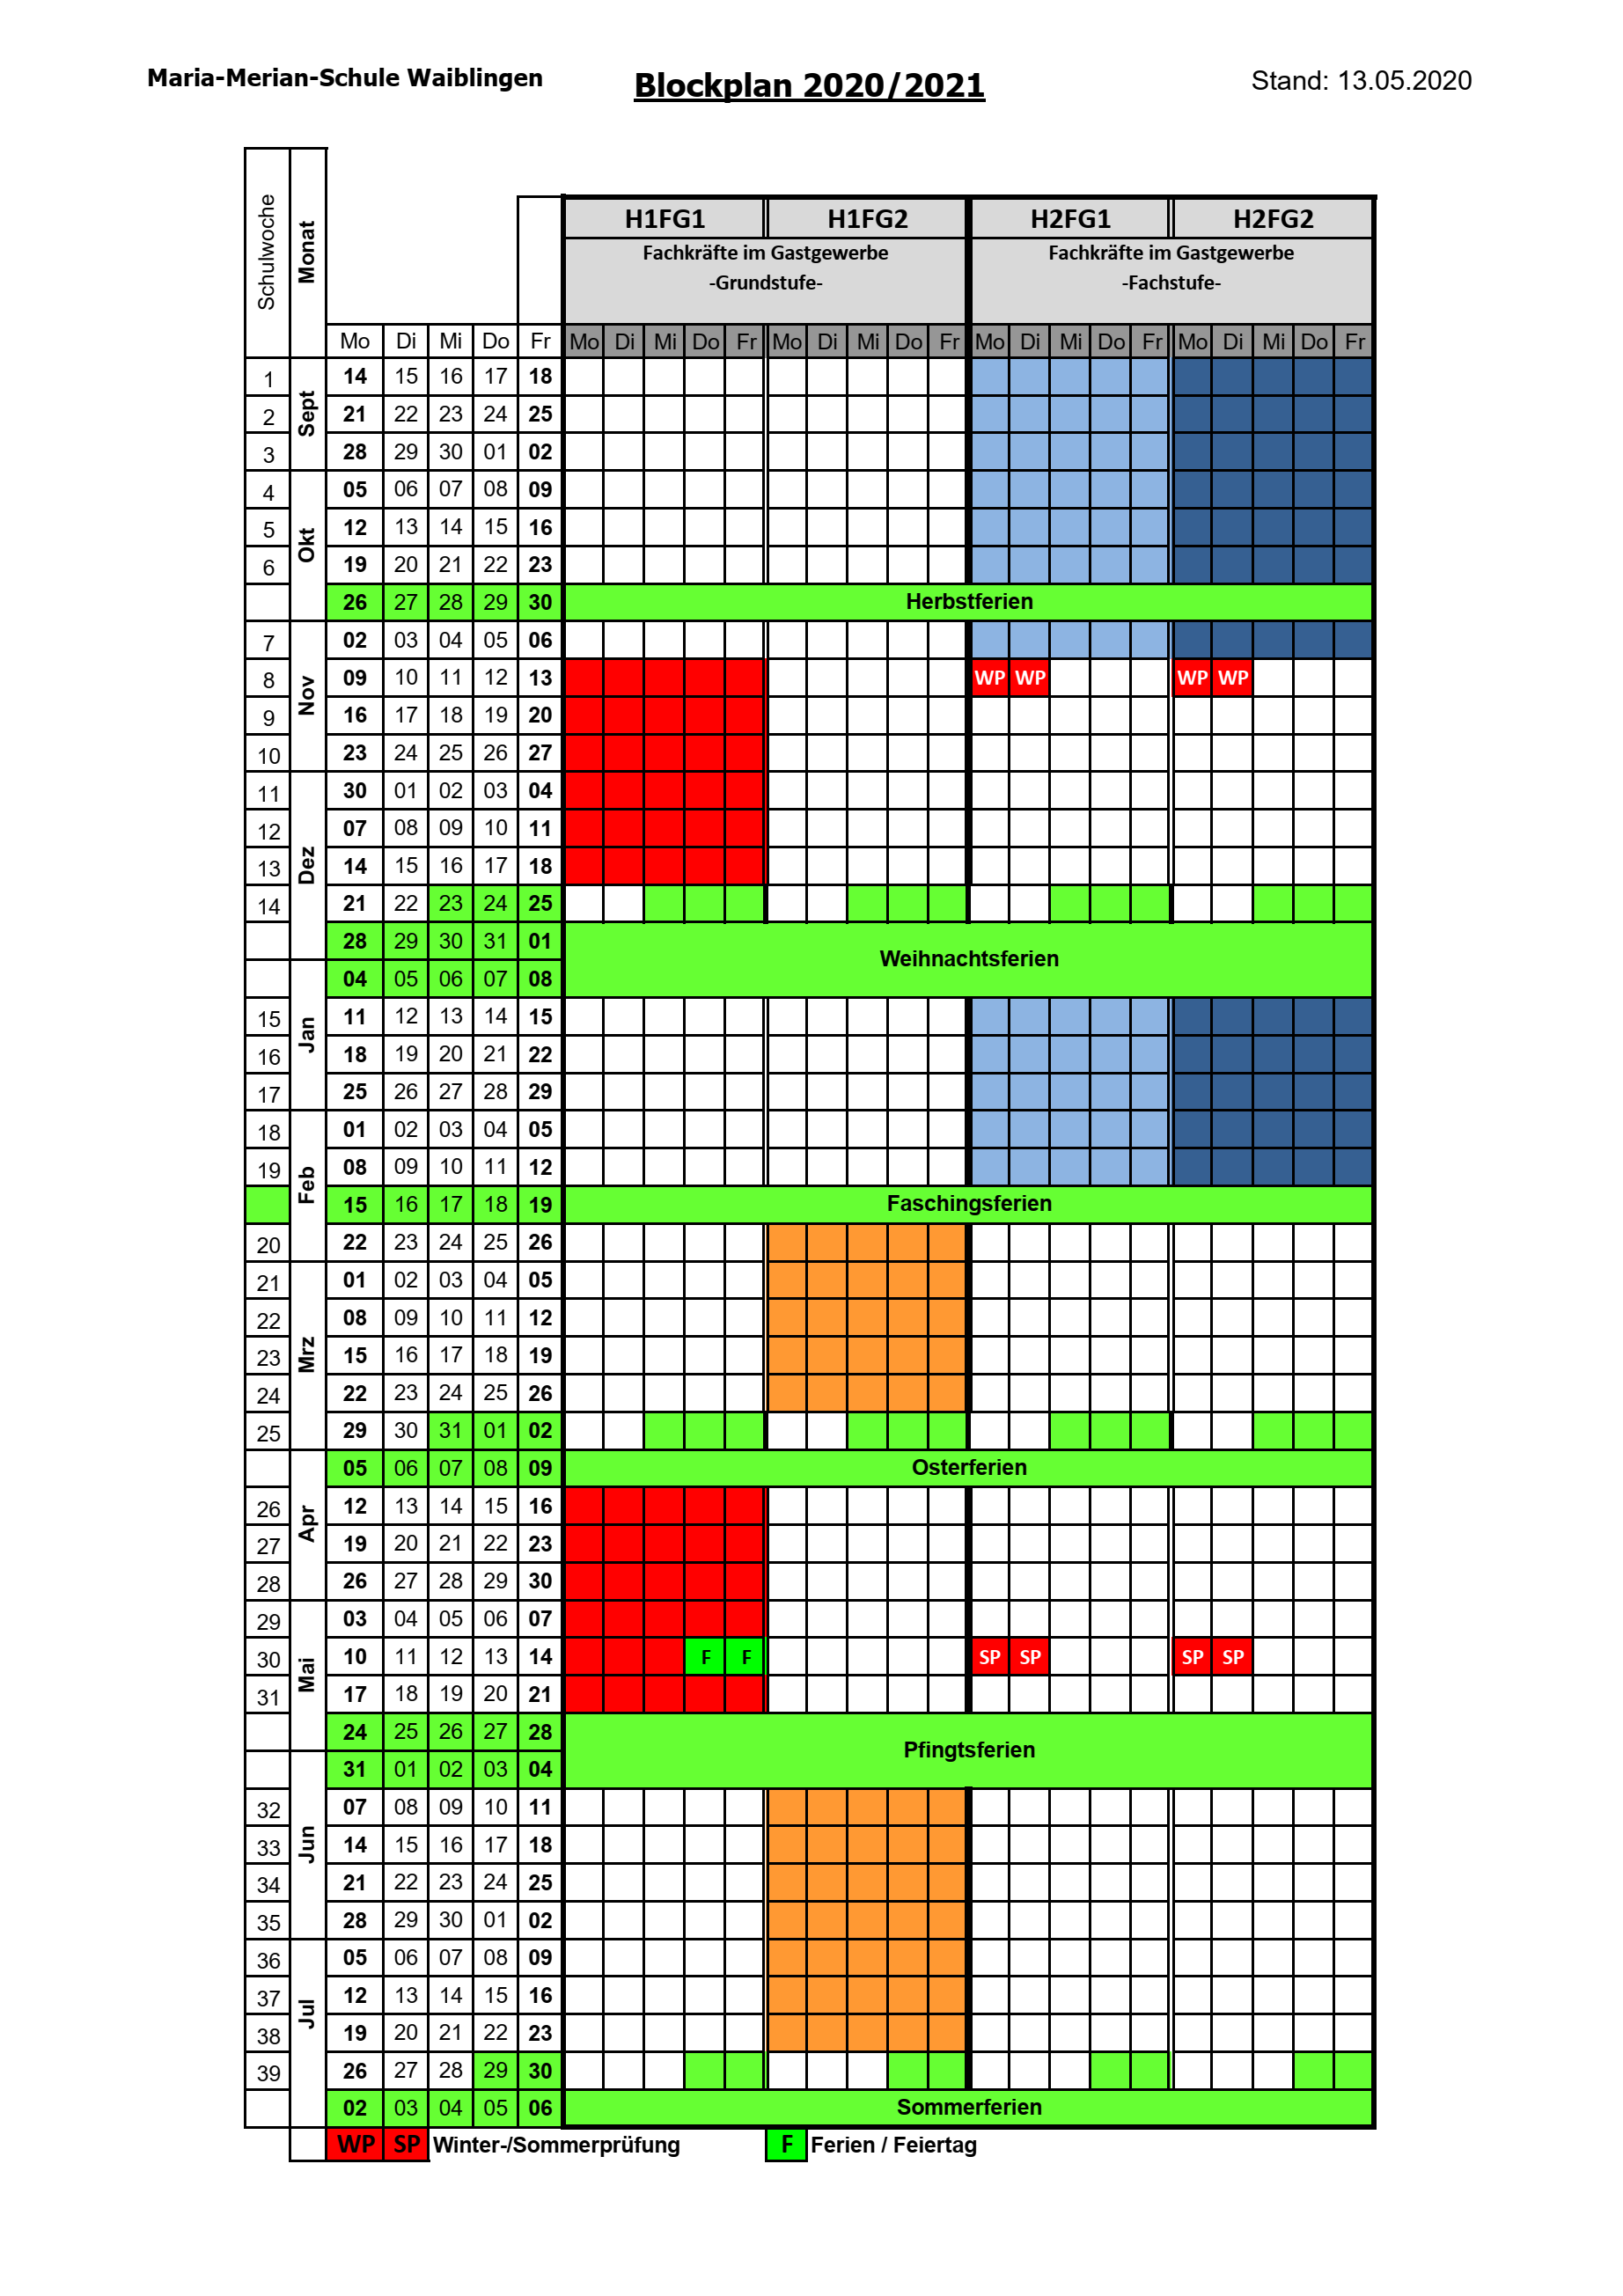 Maria-Merian-Schule Waiblingen Blockplan 2020/2021 Stand: 13.05.2020
Schulwoche Monat
H1FG1 H1FG2 H2FG1 H2FG2
Fachkräfte im Gastgewerbe Fachkräfte im Gastgewerbe
-Grundstufe- -Fachstufe-
Mo Di Mi Do Fr Mo Di Mi Do Fr Mo Di Mi Do Fr Mo Di Mi Do Fr Mo Di Mi Do Fr
Sept
1 14 15 16 17 18
2 21 22 23 24 25
3 28 29 30 01 02
Okt
4 05 06 07 08 09
5 12 13 14 15 16
6 19 20 21 22 23
26 27 28 29 30 Herbstferien
Nov
7 02 03 04 05 06
8 09 10 11 12 13 WP WP WP WP
9 16 17 18 19 20
10 23 24 25 26 27
Dez
11 30 01 02 03 04
12 07 08 09 10 11
13 14 15 16 17 18
14 21 22 23 24 25
28 29 30 31 01
Weihnachtsferien
Jan
04 05 06 07 08
15 11 12 13 14 15
16 18 19 20 21 22
17 25 26 27 28 29
Feb
18 01 02 03 04 05
19 08 09 10 11 12
15 16 17 18 19 Faschingsferien
20 22 23 24 25 26
Mrz
21 01 02 03 04 05
22 08 09 10 11 12
23 15 16 17 18 19
24 22 23 24 25 26
25 29 30 31 01 02
Apr
05 06 07 08 09 Osterferien
26 12 13 14 15 16
27 19 20 21 22 23
28 26 27 28 29 30
Mai
29 03 04 05 06 07
30 10 11 12 13 14 F F SP SP SP SP
31 17 18 19 20 21
24 25 26 27 28
Pfingtsferien
Jun
31 01 02 03 04
32 07 08 09 10 11
33 14 15 16 17 18
34 21 22 23 24 25
35 28 29 30 01 02
Jul
36 05 06 07 08 09
37 12 13 14 15 16
38 19 20 21 22 23
39 26 27 28 29 30
02 03 04 05 06 Sommerferien
WP SP Winter-/Sommerprüfung F Ferien / Feiertag